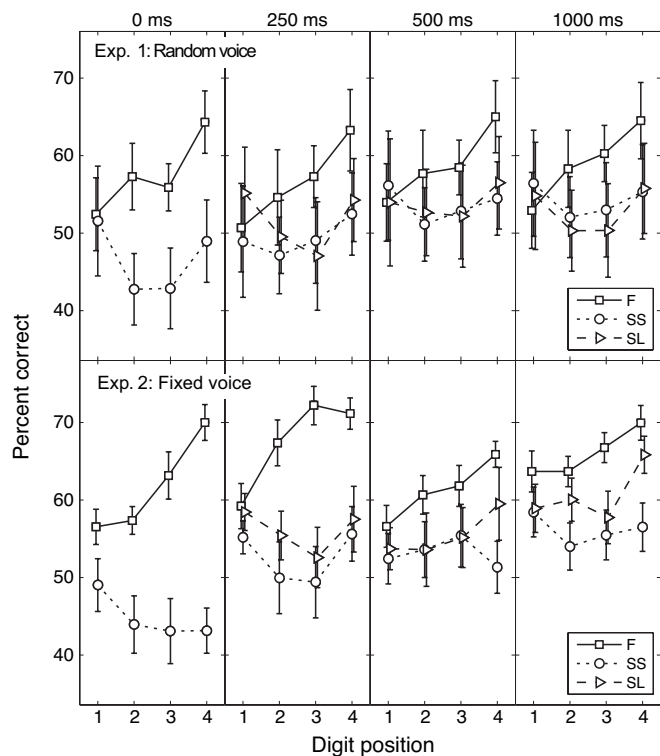 0 ms 250 ms 500 ms 1000 ms
Exp. 1: Random voice
70
60
50
40
F
SS
SL
Percent correct
Exp. 2: Fixed voice
70
60
50
40
F
SS
SL
1 2 3 4 1 2 3 4 1 2 3 4 1 2 3 4
Digit position